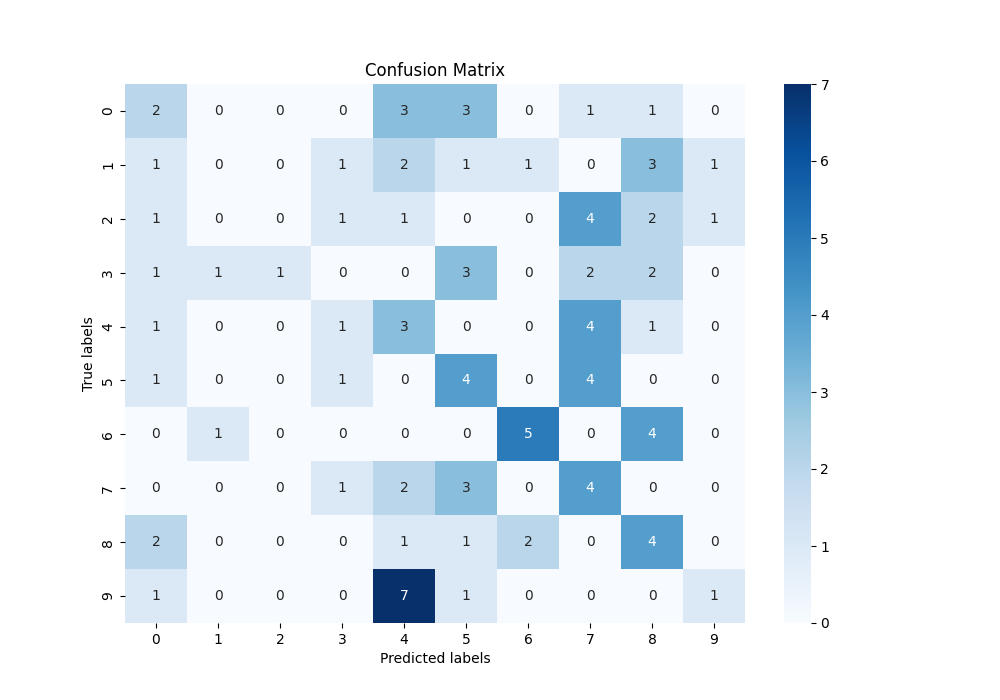 Confusion Matrix
0 2 0 0 0 3 3 0 1 1 0
1 1 0 0 1 2 1 1 0 3 1
2 1 0 0 1 1 0 0 4 2 1
3 1 1 1 0 0 3 0 2 2 0
4 1 0 0 1 3 0 0 4 1 0
5 1 0 0 1 0 4 0 4 0 0
6 0 1 0 0 0 0 5 0 4 0
7 0 0 0 1 2 3 0 4 0 0
8 2 0 0 0 1 1 2 0 4 0
9 1 0 0 0 7 1 0 0 0 1
0 1 2 3 4 5 6 7 8 9
Predicted labels
True labels
7
6
5
4
3
2
1
0